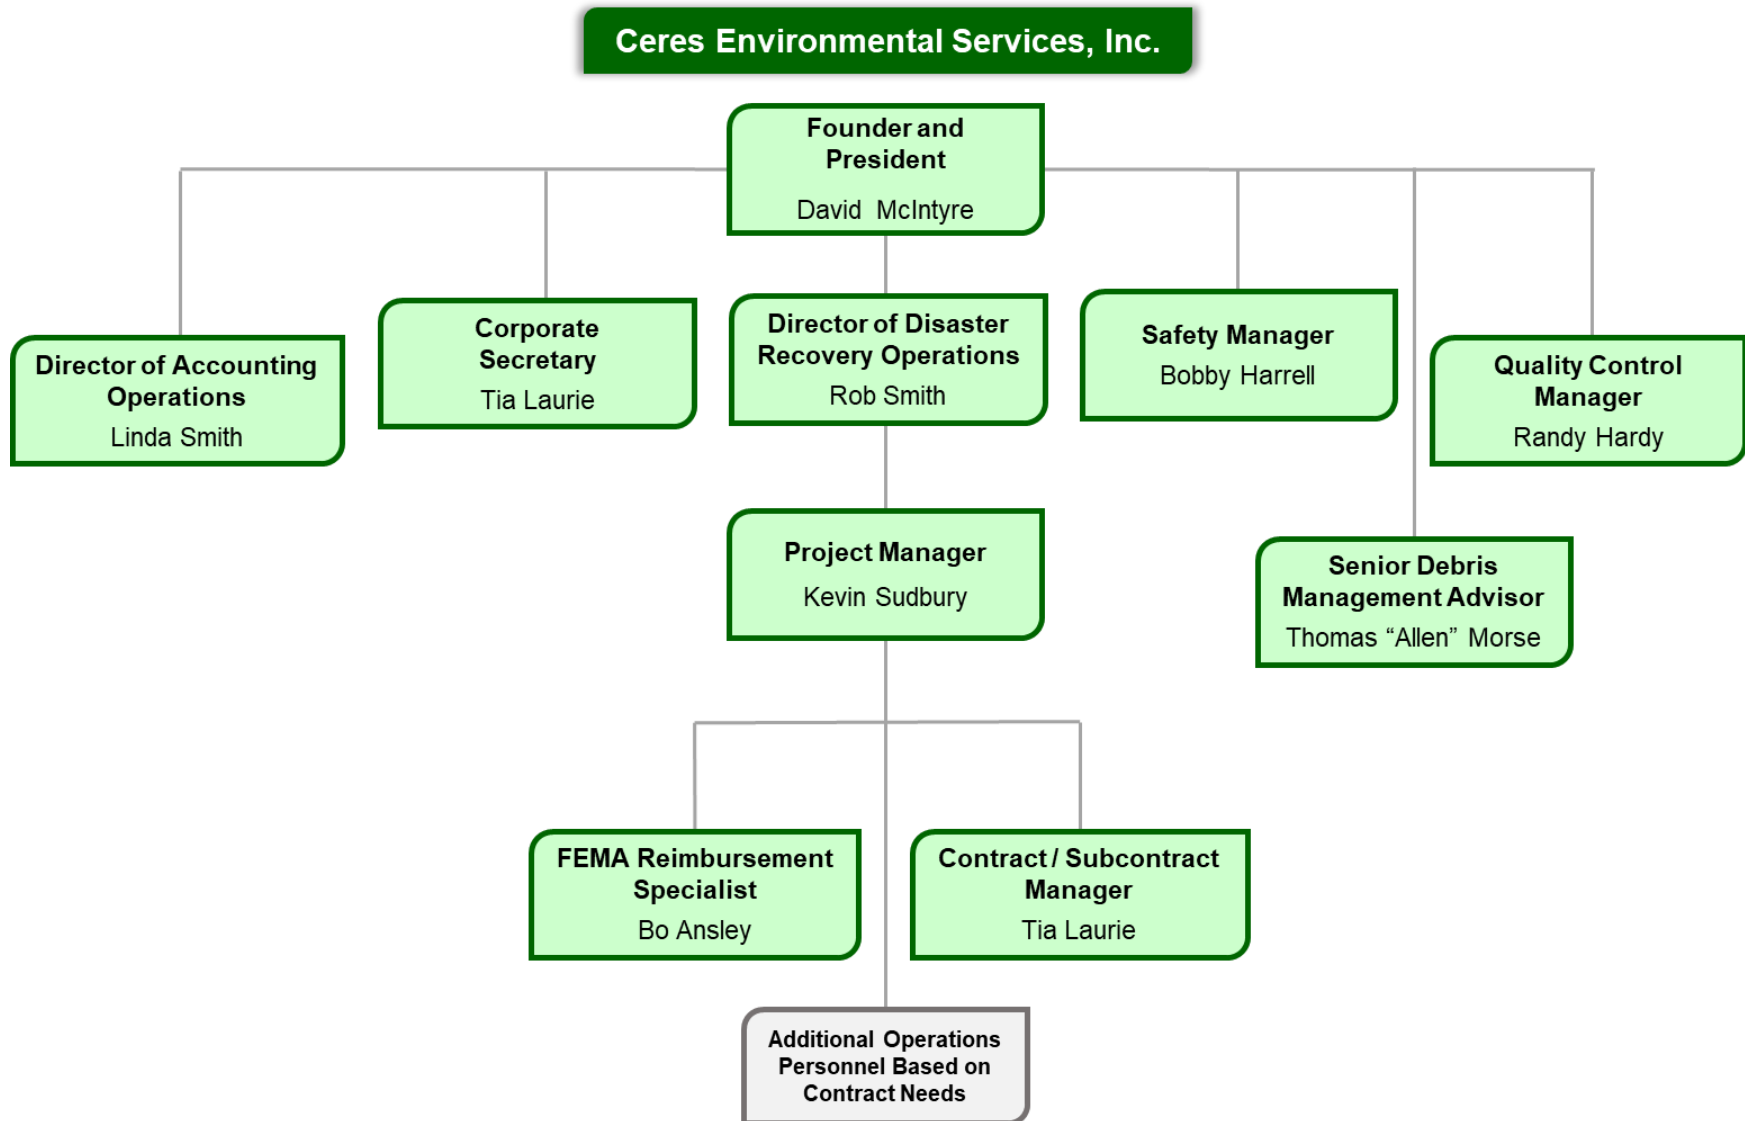 Ceres Environmental Services, Inc.
Founder and
President
David McIntyre
Director of Accounting
Operations
Linda Smith
Corporate
Secretary
Tia Laurie
Director of Disaster
Recovery Operations
Rob Smith
Safety Manager
Bobby Harrell
Quality Control
Manager
Randy Hardy
Project Manager
Kevin Sudbury
Senior Debris
Management Advisor
Thomas “Allen” Morse
FEMA Reimbursement
Specialist
Bo Ansley
Contract / Subcontract
Manager
Tia Laurie
Additional Operations
Personnel Based on
Contract Needs